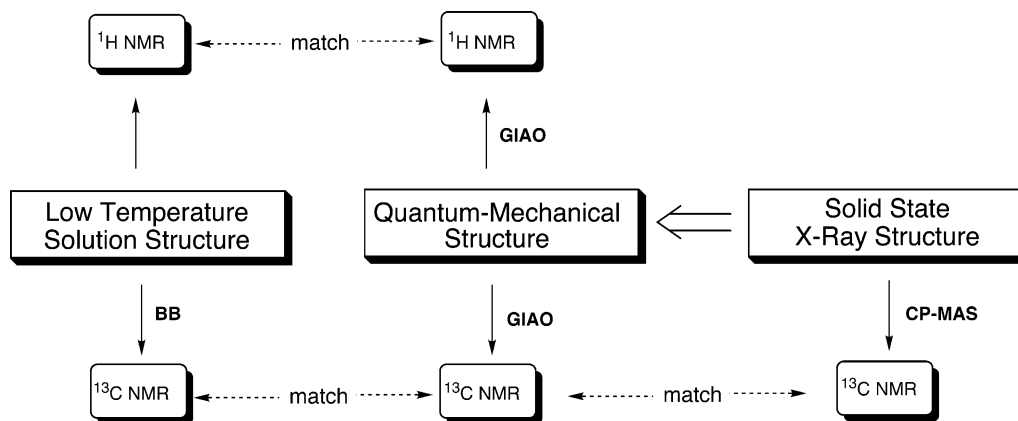 ¹H NMR
match
¹H NMR
GIAO
Low Temperature
Solution Structure
Quantum-Mechanical
Structure
Solid State
X-Ray Structure
BB
GIAO
CP-MAS
¹³C NMR
match
¹³C NMR
match
¹³C NMR